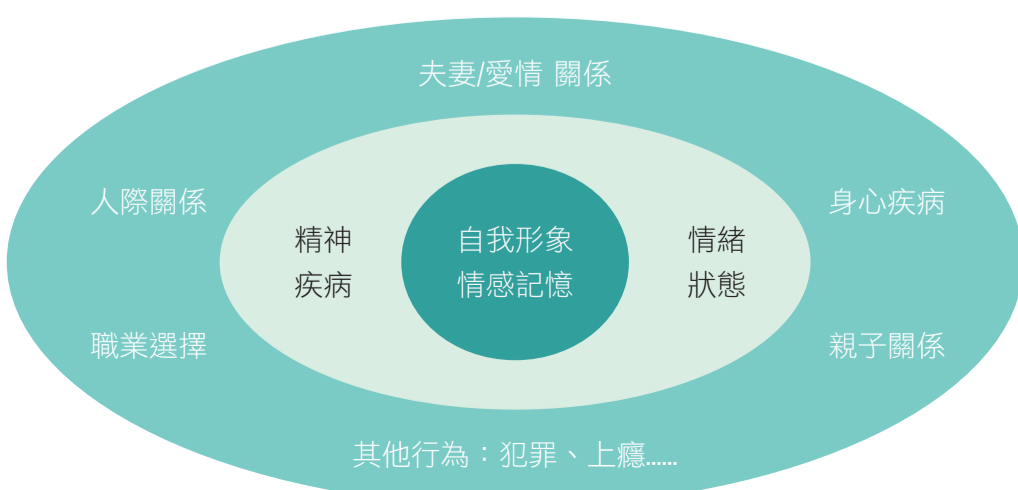 夫妻/愛情 關係
人際關係
身心疾病
精神
疾病
自我形象
情感記憶
情緒
狀態
職業選擇
親子關係
其他行為：犯罪、上癮......